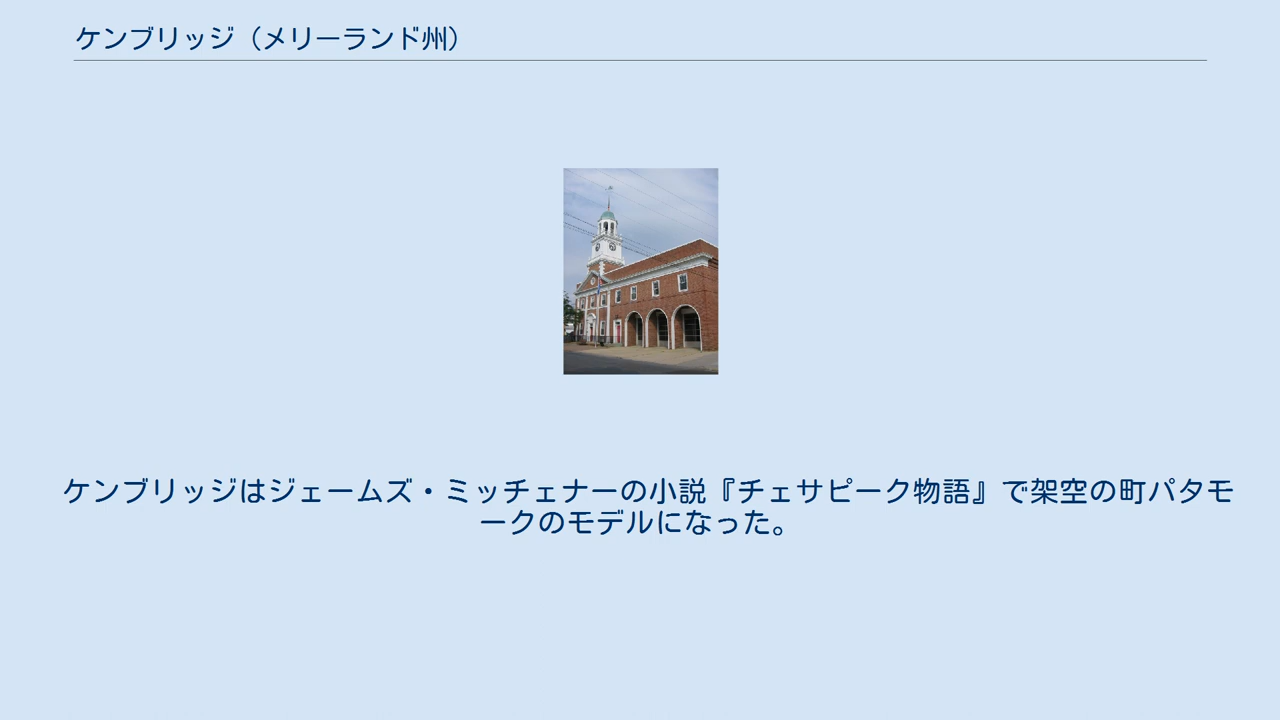 ケンブリッジ（メリーランド州）
ケンブリッジはジェームズ・ミッチェナーの小説『チェサピーク物語』で架空の町パタモ
ークのモデルになった。